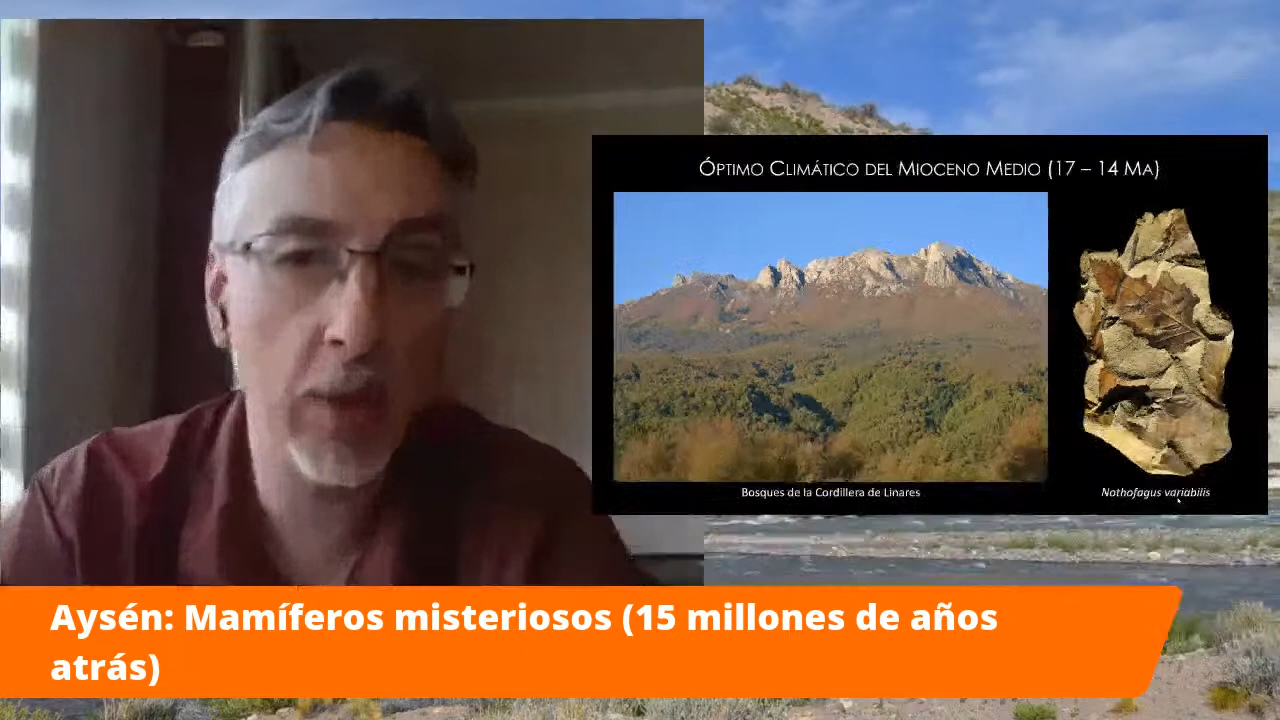 ÓPTIMO CLIMÁTICO DEL MIOCENO MEDIO (17 – 14 MA)
Bosques de la Cordillera de Linares
Nothofagus variabilis
Aysén: Mamíferos misteriosos (15 millones de años
atrás)